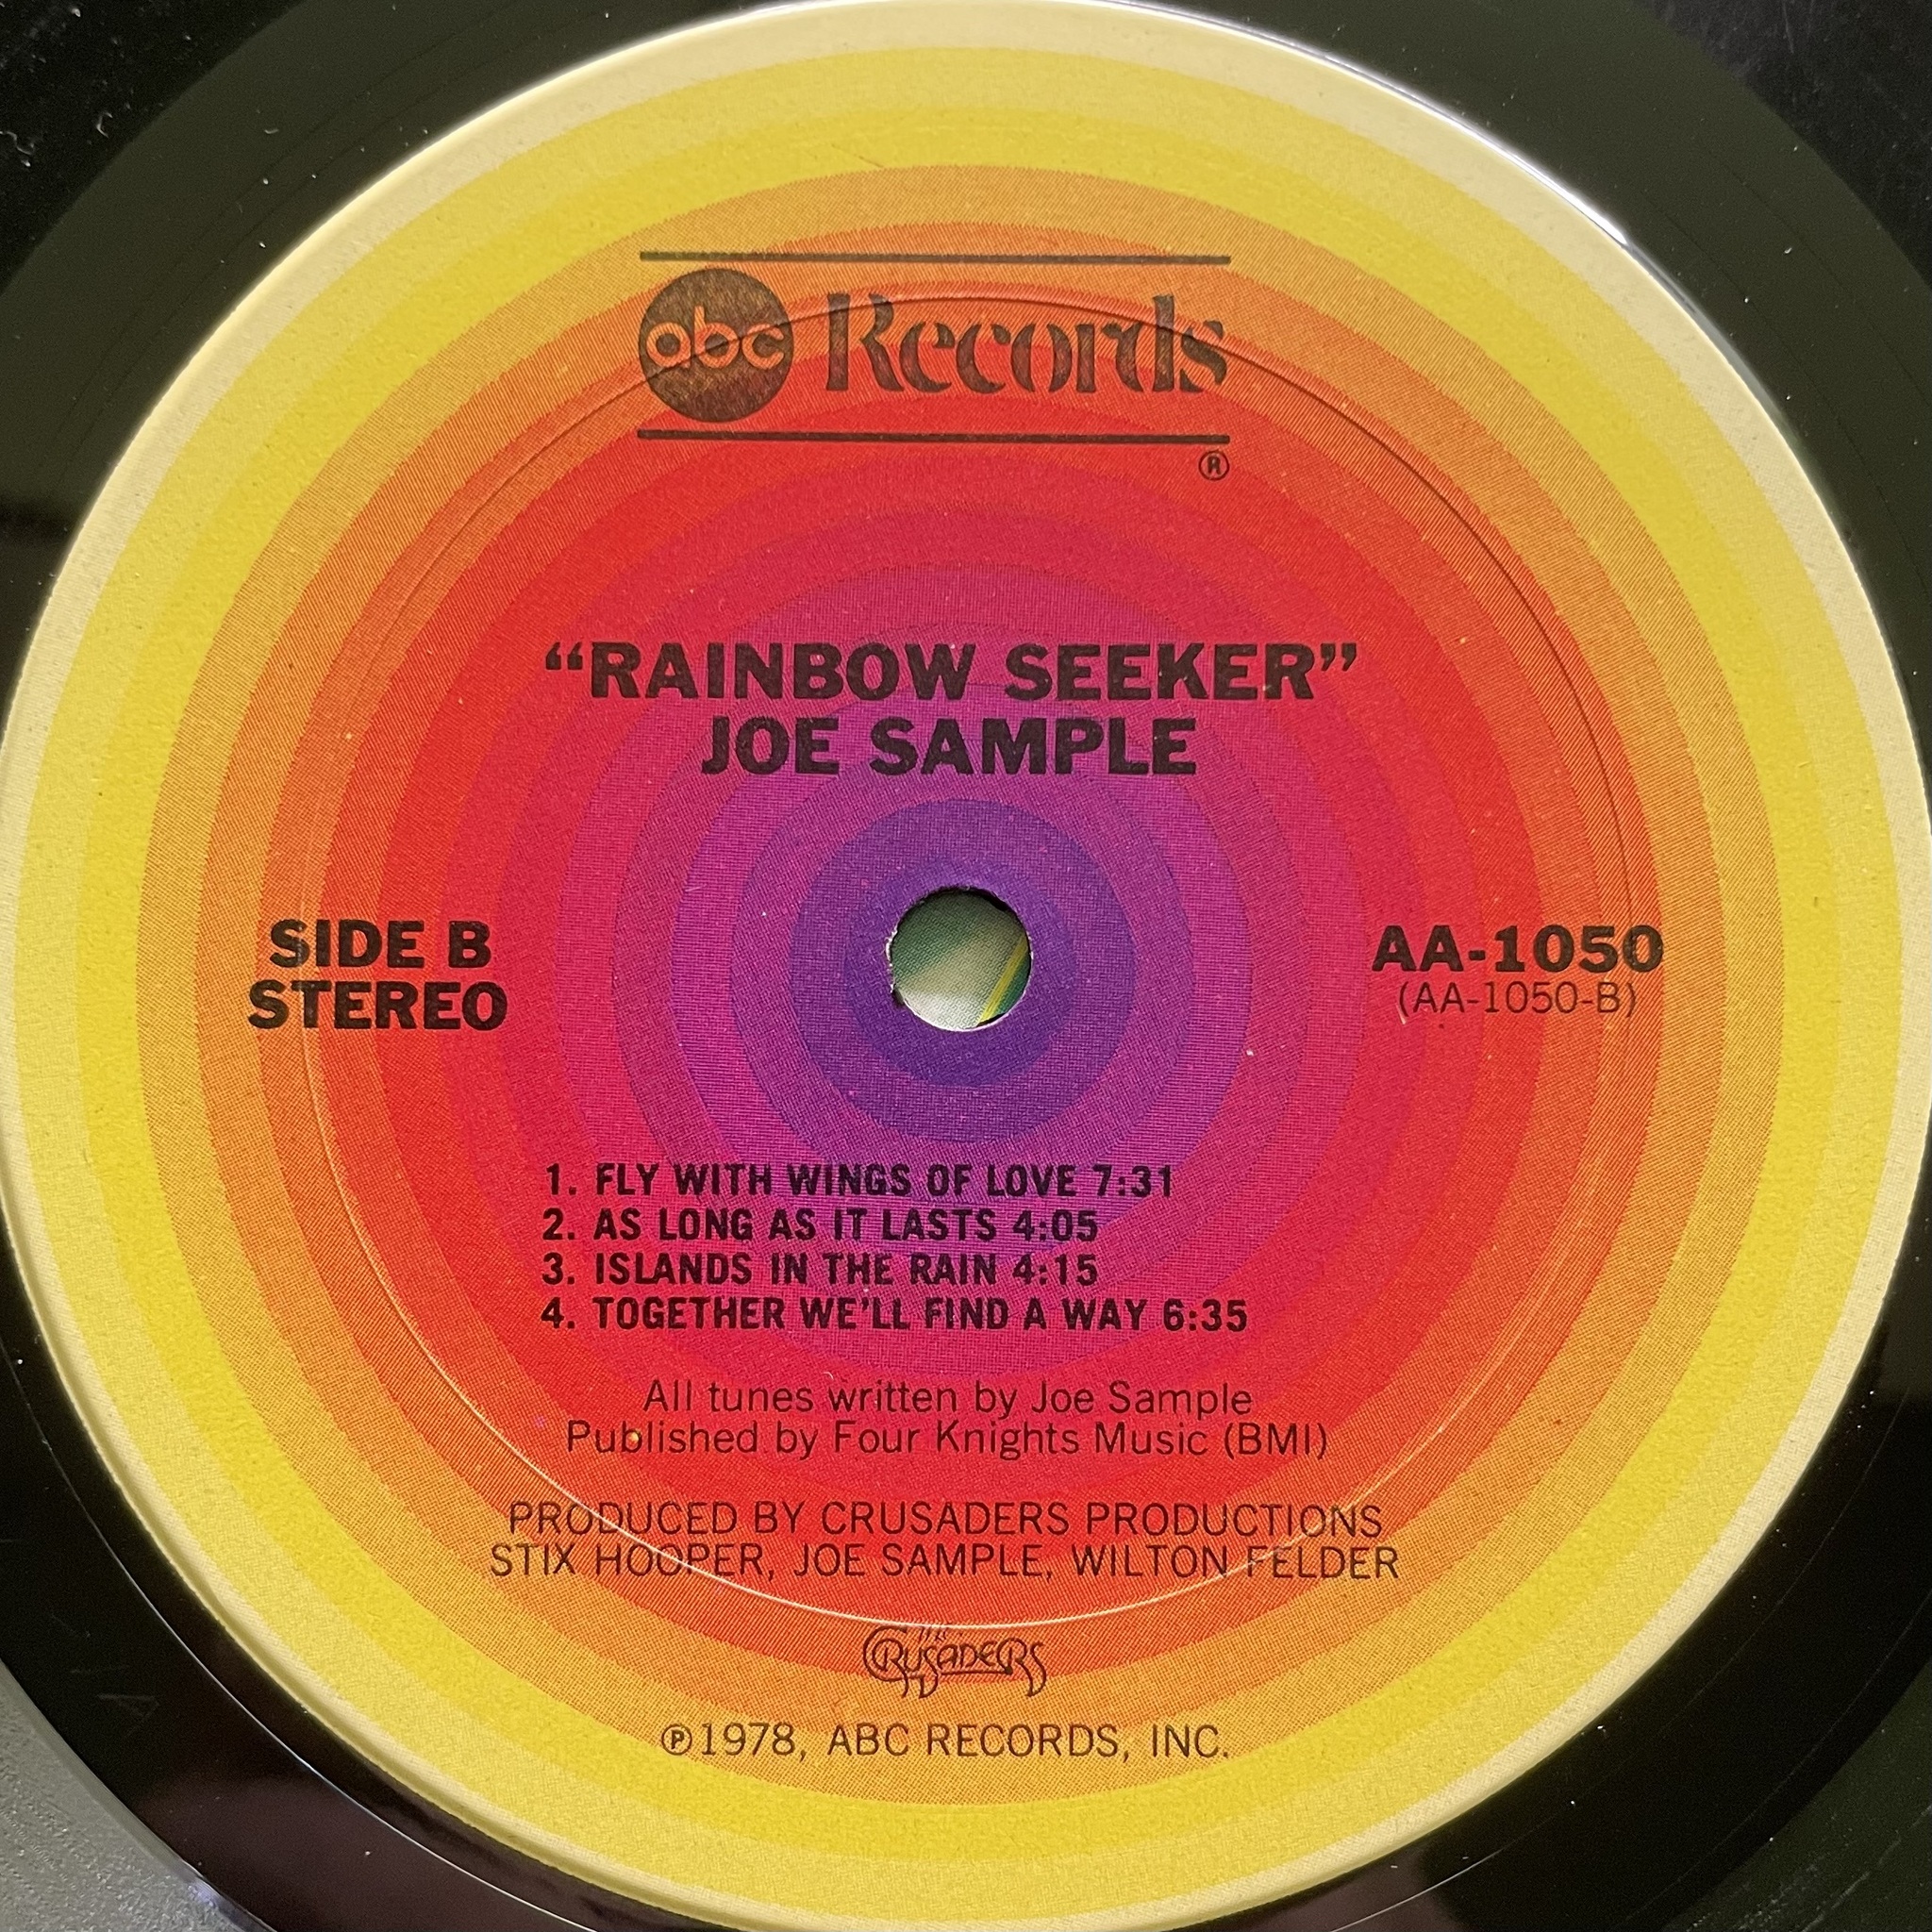 abc Records
®
“RAINBOW SEEKER”
JOE SAMPLE
SIDE B
STEREO
AA-1050
(AA-1050-B)
1. FLY WITH WINGS OF LOVE 7:31
2. AS LONG AS IT LASTS 4:05
3. ISLANDS IN THE RAIN 4:15
4. TOGETHER WE'LL FIND A WAY 6:35
All tunes written by Joe Sample
Published by Four Knights Music (BMI)
PRODUCED BY CRUSADERS PRODUCTIONS
STIX HOOPER, JOE SAMPLE, WILTON FELDER
The CRUSADERS
℗1978, ABC RECORDS, INC.